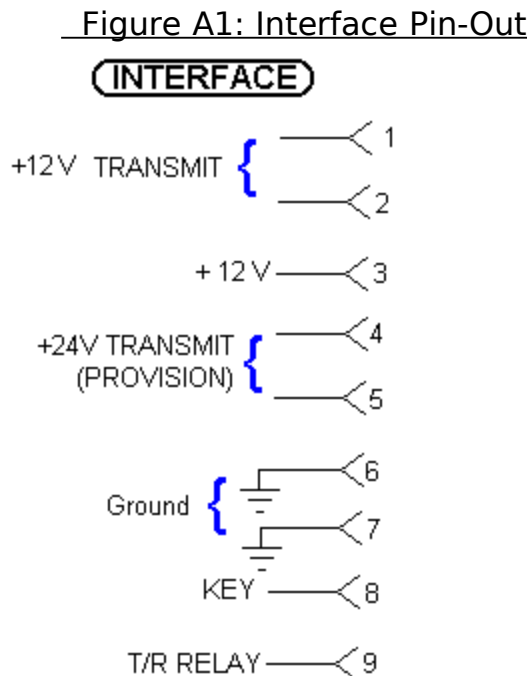 Figure A1: Interface Pin-Out
INTERFACE
1
+12V TRANSMIT
2
+12V 3
+24V TRANSMIT 4
(PROVISION)
5
6
Ground
7
KEY 8
T/R RELAY 9